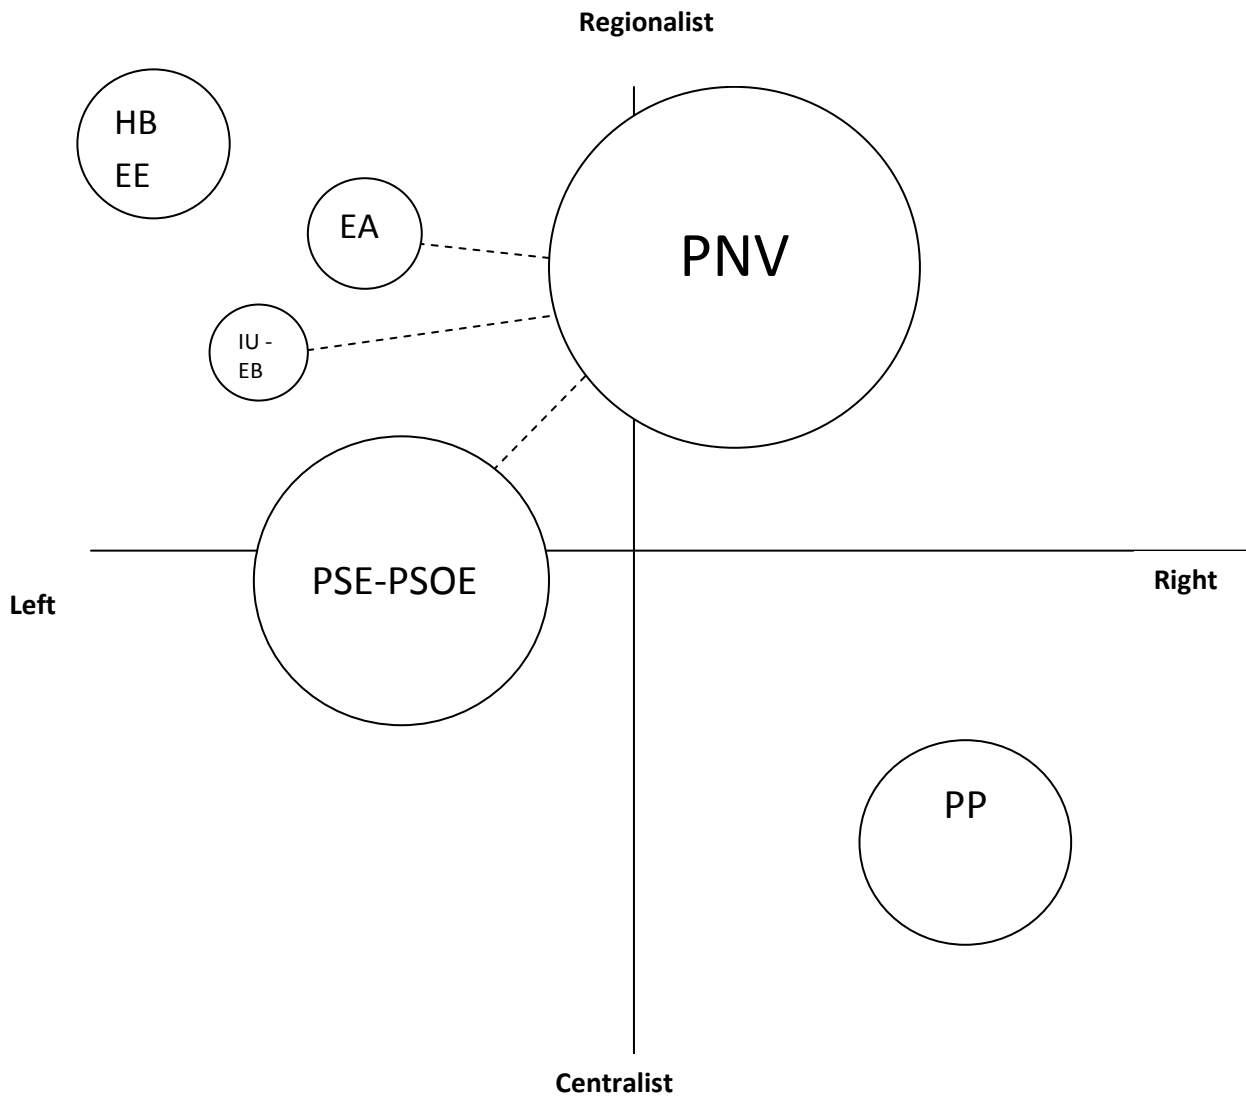 Regionalist
HB
EE
EA
PNV
IU -
EB
PSE-PSOE
Right
Left
PP
Centralist